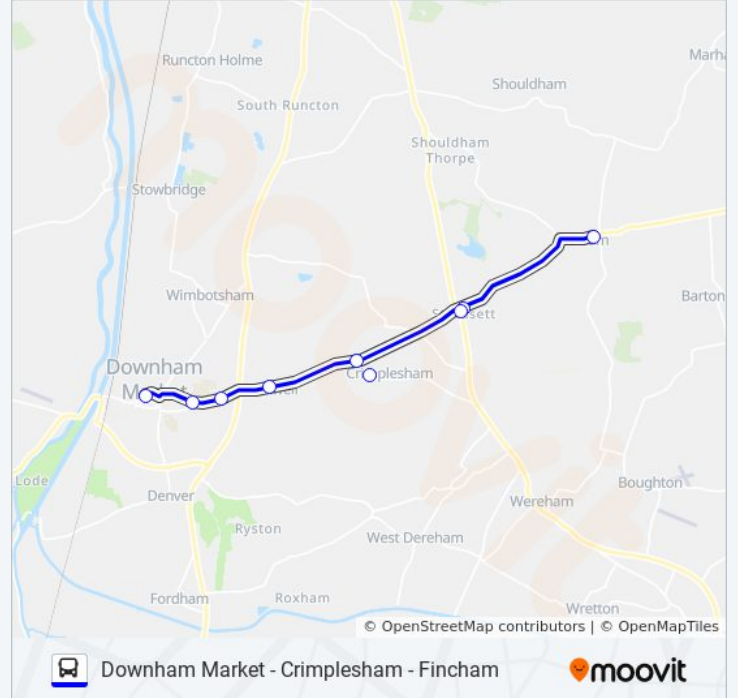 Runcton Holme
Marha
Shouldham
South Runcton
Shouldham
Thorpe
Stowbridge
Wimbotsham
Barton
Downham
Crimplesham
Lode
Denver
Boughton
Wereham
Ryston
West Dereham
Fordham
Roxham
Wretton
© OpenStreetMap contributors | © OpenMapTiles
Downham Market - Crimplesham - Fincham
moovit